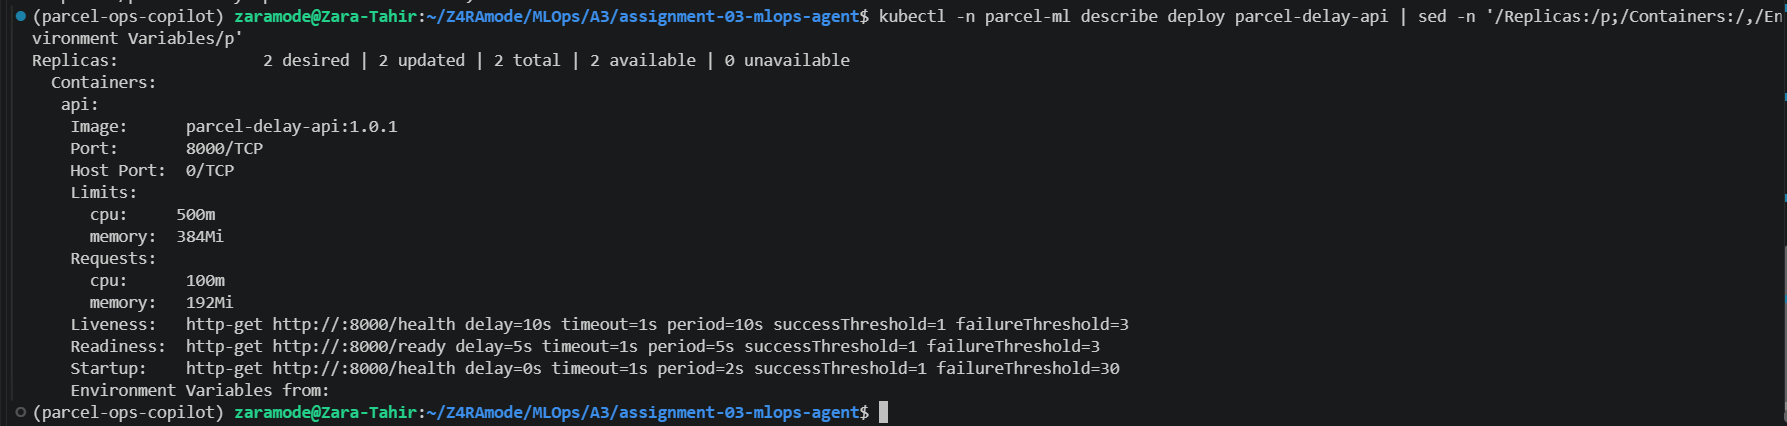 (parcel-ops-copilot) zaramode@Zara-Tahir:~/Z4RAmode/MLOps/A3/assignment-03-mlops-agent$ kubectl -n parcel-ml describe deploy parcel-delay-api | sed -n '/Replicas:/p;/Containers:/,/En
vironment Variables/p'
Replicas:               2 desired | 2 updated | 2 total | 2 available | 0 unavailable
  Containers:
   api:
    Image:      parcel-delay-api:1.0.1
    Port:       8000/TCP
    Host Port:  0/TCP
    Limits:
      cpu:     500m
      memory:  384Mi
    Requests:
      cpu:      100m
      memory:   192Mi
    Liveness:   http-get http://:8000/health delay=10s timeout=1s period=10s successThreshold=1 failureThreshold=3
    Readiness:  http-get http://:8000/ready delay=5s timeout=1s period=5s successThreshold=1 failureThreshold=3
    Startup:    http-get http://:8000/health delay=0s timeout=1s period=2s successThreshold=1 failureThreshold=30
    Environment Variables from:
(parcel-ops-copilot) zaramode@Zara-Tahir:~/Z4RAmode/MLOps/A3/assignment-03-mlops-agent$